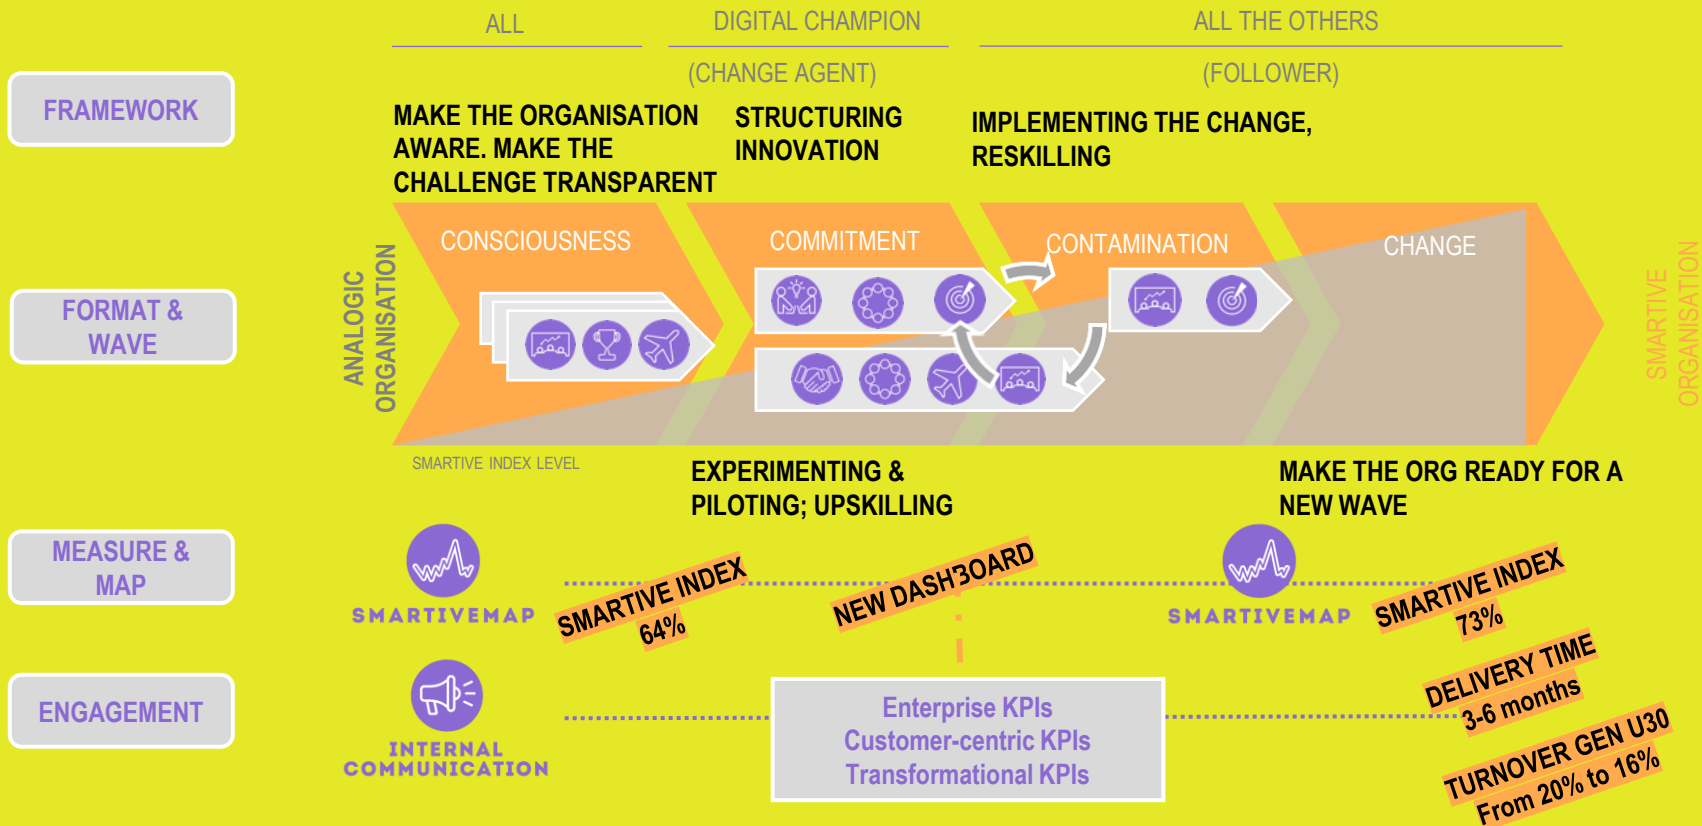 ALL
DIGITAL CHAMPION
ALL THE OTHERS
(CHANGE AGENT)
(FOLLOWER)
FRAMEWORK
MAKE THE ORGANISATION
AWARE. MAKE THE
CHALLENGE TRANSPARENT
STRUCTURING
INNOVATION
IMPLEMENTING THE CHANGE,
RESKILLING
FORMAT &
WAVE
ANALOGIC
ORGANISATION
CONSCIOUSNESS
COMMITMENT
CONTAMINATION
CHANGE
SMARTIVE
ORGANISATION
SMARTIVE INDEX LEVEL
EXPERIMENTING &
PILOTING; UPSKILLING
MAKE THE ORG READY FOR A
NEW WAVE
MEASURE &
MAP
SMARTIVEMAP
SMARTIVE INDEX
64%
NEW DASHBOARD
SMARTIVEMAP
SMARTIVE INDEX
73%
ENGAGEMENT
INTERNAL
COMMUNICATION
Enterprise KPIs
Customer-centric KPIs
Transformational KPIs
DELIVERY TIME
3-6 months
TURNOVER GEN U30
From 20% to 16%